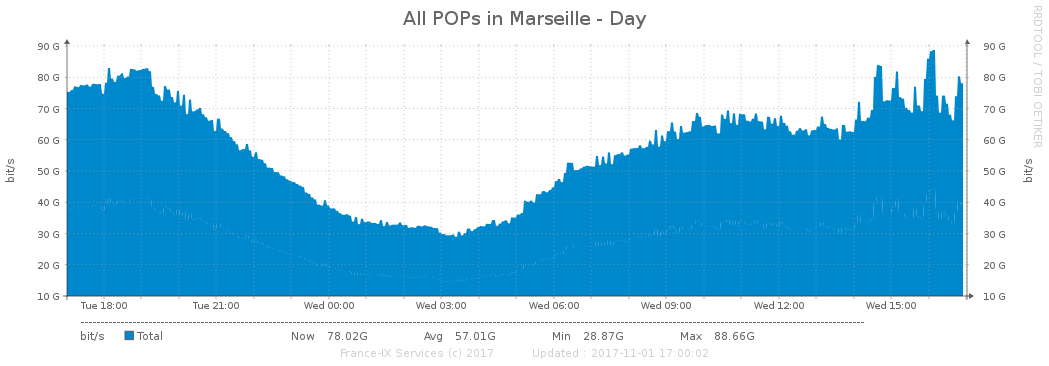 All POPs in Marseille - Day
RRDTOOL / TOBI OETIKER
bit/s
90 G
80 G
70 G
60 G
50 G
40 G
30 G
20 G
10 G
90 G
80 G
70 G
60 G
50 G
40 G
30 G
20 G
10 G
bit/s
Tue 18:00 Tue 21:00 Wed 00:00 Wed 03:00 Wed 06:00 Wed 09:00 Wed 12:00 Wed 15:00
bit/s Total Now 78.02G Avg 57.01G Min 28.87G Max 88.66G
France-IX Services (c) 2017 Updated : 2017-11-01 17:00:02